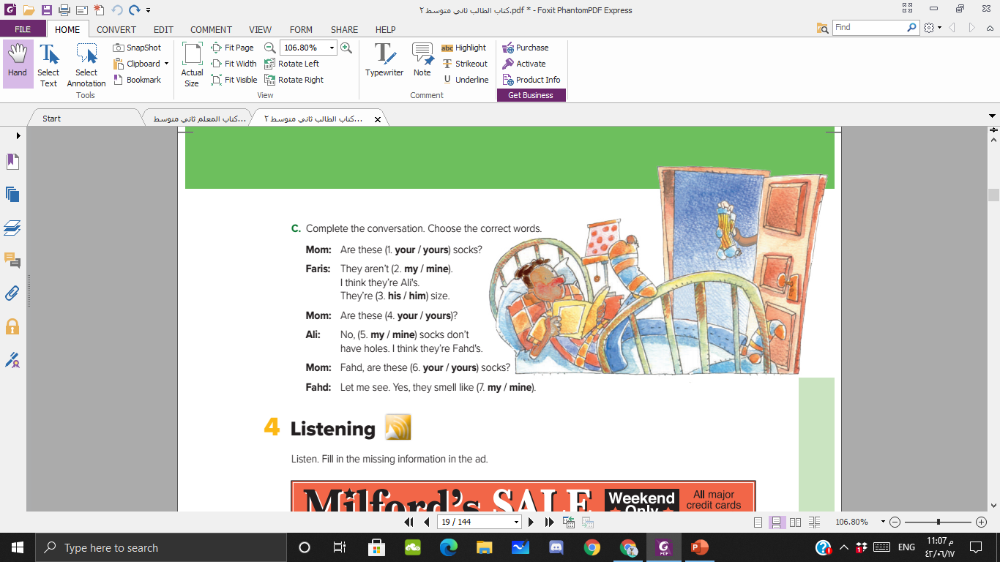 كتاب الطالب ثاني متوسط ٢.pdf * - Foxit PhantomPDF Express
FILE HOME CONVERT EDIT COMMENT VIEW FORM SHARE HELP
Find
Hand
Select Text
Select Annotation
SnapShot
Clipboard
Bookmark
Tools
Actual Size
Fit Page
Fit Width
Fit Visible
106.80%
Rotate Left
Rotate Right
View
Typewriter
Note
Highlight
Strikeout
Underline
Comment
Purchase
Activate
Product Info
Get Business
Start
كتاب المعلم ثاني متوسط...
كتاب الطالب ثاني متوسط ٢...
C. Complete the conversation. Choose the correct words.
Mom: Are these (1. your / yours) socks?
Faris: They aren't (2. my / mine).
I think they're Ali's.
They're (3. his / him) size.
Mom: Are these (4. your / yours)?
Ali: No, (5. my / mine) socks don't
have holes. I think they're Fahd's.
Mom: Fahd, are these (6. your / yours) socks?
Fahd: Let me see. Yes, they smell like (7. my / mine).
4 Listening
Listen. Fill in the missing information in the ad.
Milford's SALE
Weekend Only
All major
credit cards
19 / 144
106.80%
Type here to search
ENG
11:07 م
٤٢/٠٦/١٧